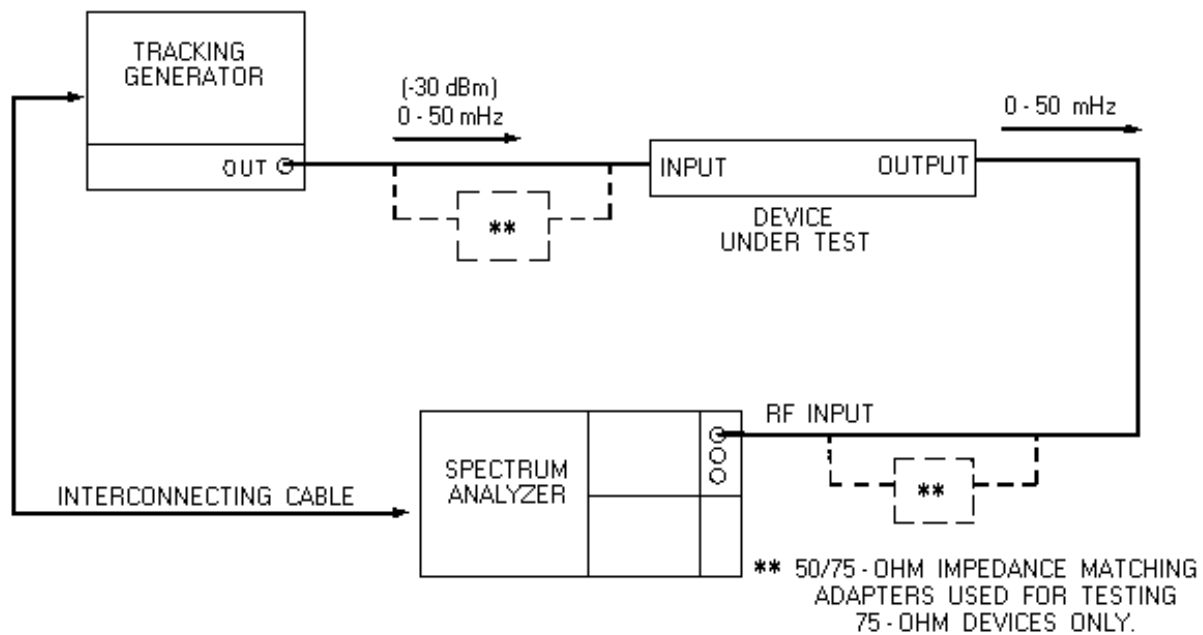 TRACKING
GENERATOR
OUT
(-30 dBm)
0 - 50 mHz
INPUT
OUTPUT
0 - 50 mHz
DEVICE
UNDER TEST
**
RF INPUT
SPECTRUM
ANALYZER
INTERCONNECTING CABLE
**
** 50/75 - OHM IMPEDANCE MATCHING
ADAPTERS USED FOR TESTING
75 - OHM DEVICES ONLY.